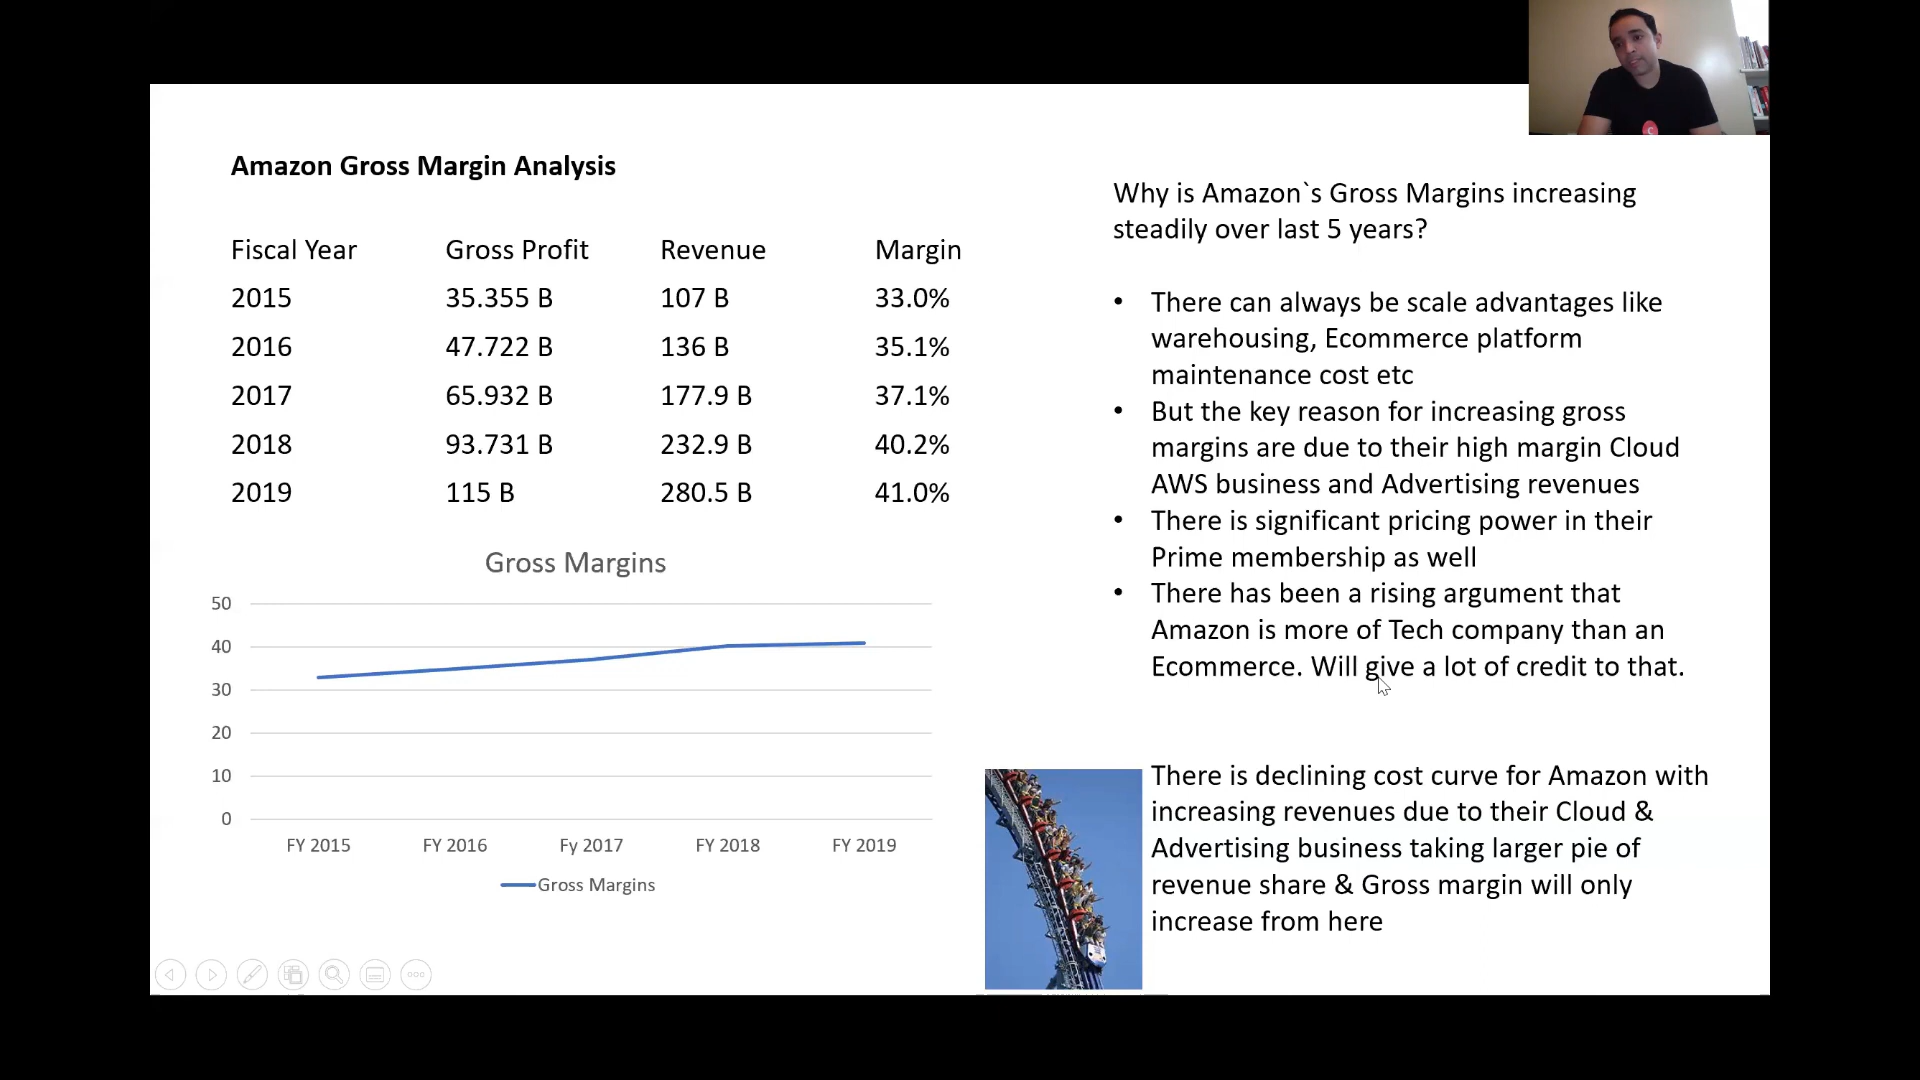 Amazon Gross Margin Analysis
Fiscal Year Gross Profit Revenue Margin
2015 35.355 B 107 B 33.0%
2016 47.722 B 136 B 35.1%
2017 65.932 B 177.9 B 37.1%
2018 93.731 B 232.9 B 40.2%
2019 115 B 280.5 B 41.0%
Gross Margins
50
40
30
20
10
0
FY 2015 FY 2016 Fy 2017 FY 2018 FY 2019
Gross Margins
Why is Amazon`s Gross Margins increasing
steadily over last 5 years?
• There can always be scale advantages like
warehousing, Ecommerce platform
maintenance cost etc
• But the key reason for increasing gross
margins are due to their high margin Cloud
AWS business and Advertising revenues
• There is significant pricing power in their
Prime membership as well
• There has been a rising argument that
Amazon is more of Tech company than an
Ecommerce. Will give a lot of credit to that.
There is declining cost curve for Amazon with
increasing revenues due to their Cloud &
Advertising business taking larger pie of
revenue share & Gross margin will only
increase from here
C